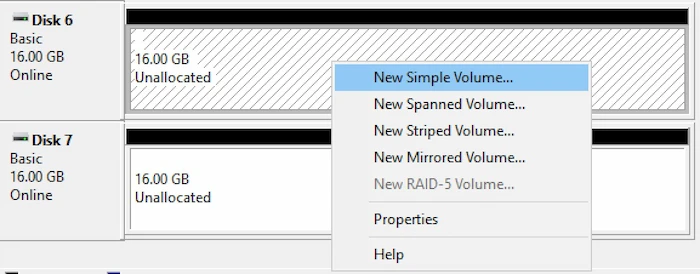 Disk 6
Basic
16.00 GB
Online
16.00 GB
Unallocated
New Simple Volume...
New Spanned Volume...
New Striped Volume...
New Mirrored Volume...
New RAID-5 Volume...
Properties
Help
Disk 7
Basic
16.00 GB
Online
16.00 GB
Unallocated